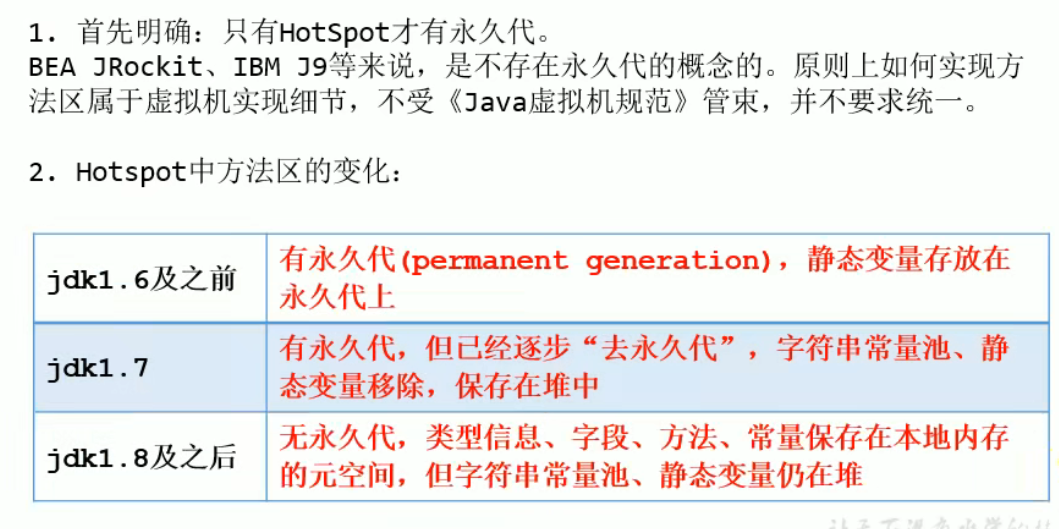 1. 首先明确：只有HotSpot才有永久代。
BEA JRockit、IBM J9等来说，是不存在永久代的概念的。原则上如何实现方
法区属于虚拟机实现细节，不受《Java虚拟机规范》管束，并不要求统一。
2. Hotspot中方法区的变化：
jdk1.6及之前
有永久代(permanent generation)，静态变量存放在
永久代上
jdk1.7
有永久代，但已经逐步“去永久代”，字符串常量池、静
态变量移除，保存在堆中
jdk1.8及之后
无永久代，类型信息、字段、方法、常量保存在本地内存
的元空间，但字符串常量池、静态变量仍在堆